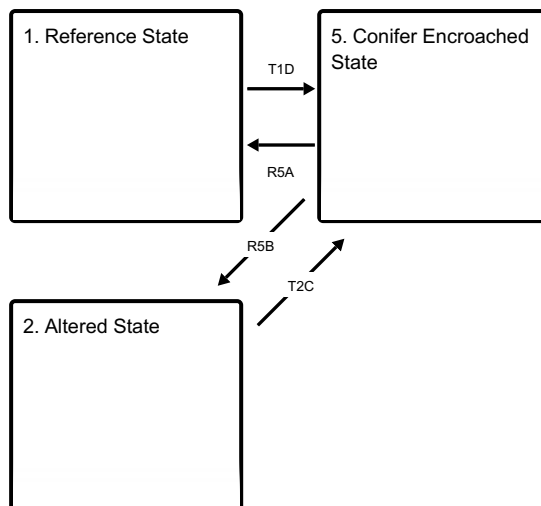 1. Reference State
5. Conifer Encroached
State
T1D
R5A
R5B
T2C
2. Altered State